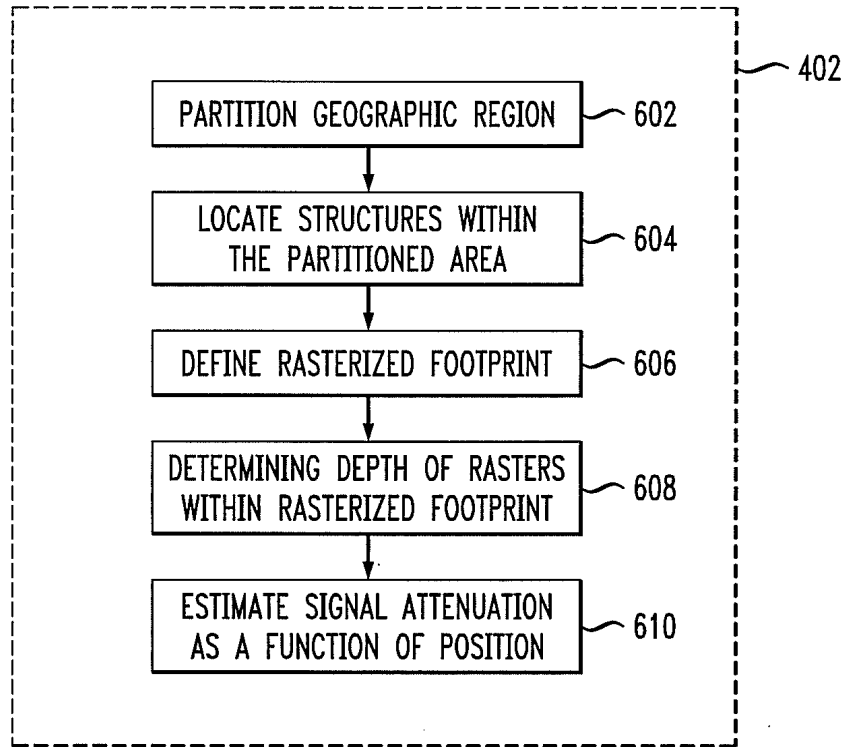 402
PARTITION GEOGRAPHIC REGION
602
LOCATE STRUCTURES WITHIN
THE PARTITIONED AREA
604
DEFINE RASTERIZED FOOTPRINT
606
DETERMINING DEPTH OF RASTERS
WITHIN RASTERIZED FOOTPRINT
608
ESTIMATE SIGNAL ATTENUATION
AS A FUNCTION OF POSITION
610